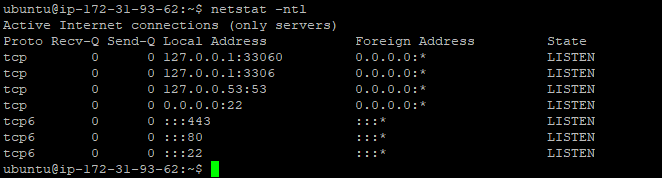 ubuntu@ip-172-31-93-62:~$ netstat -ntl
Active Internet connections (only servers)
Proto Recv-Q Send-Q Local Address           Foreign Address         State
tcp        0      0 127.0.0.1:33060         0.0.0.0:*               LISTEN
tcp        0      0 127.0.0.1:3306          0.0.0.0:*               LISTEN
tcp        0      0 127.0.0.53:53           0.0.0.0:*               LISTEN
tcp        0      0 0.0.0.0:22              0.0.0.0:*               LISTEN
tcp6       0      0 :::443                  :::*                    LISTEN
tcp6       0      0 :::80                   :::*                    LISTEN
tcp6       0      0 :::22                   :::*                    LISTEN
ubuntu@ip-172-31-93-62:~$